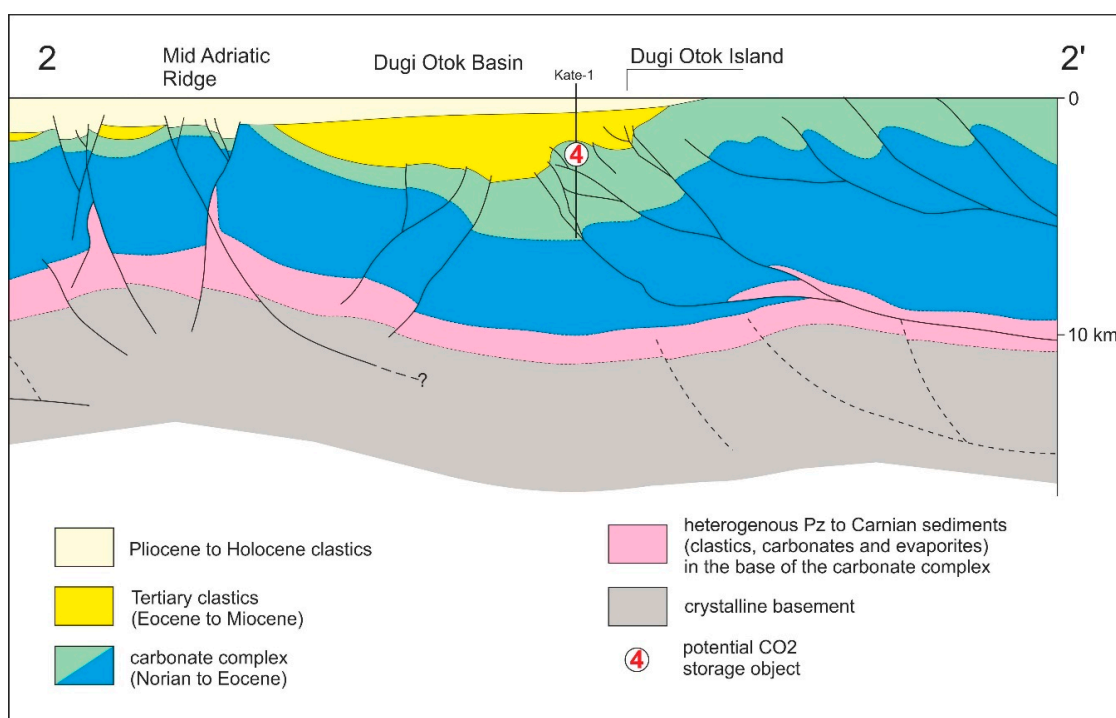 2
Mid Adriatic
Ridge
Dugi Otok Basin
Kate-1
Dugi Otok Island
2'
0
4
10 km
?
Pliocene to Holocene clastics
Tertiary clastics
(Eocene to Miocene)
carbonate complex
(Norian to Eocene)
heterogenous Pz to Carnian sediments
(clastics, carbonates and evaporites)
in the base of the carbonate complex
crystalline basement
4
potential CO2
storage object